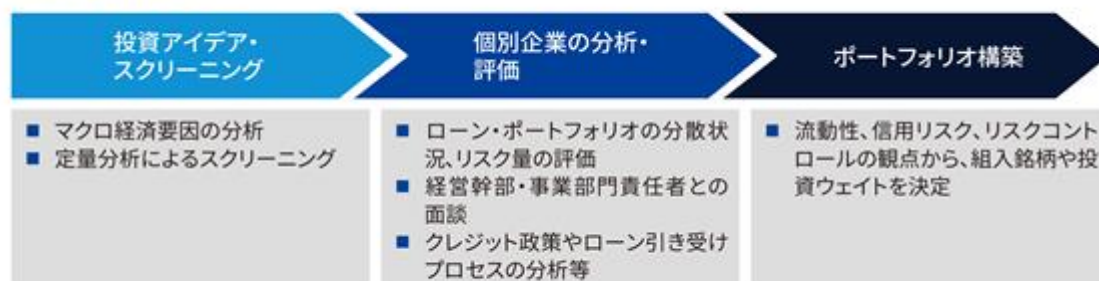 投資アイデア・
スクリーニング
個別企業の分析・
評価
ポートフォリオ構築
■ マクロ経済要因の分析
■ 定量分析によるスクリーニング
■ ローン・ポートフォリオの分散状
況、リスク量の評価
■ 経営幹部・事業部門責任者との
面談
■ クレジット政策やローン引き受け
プロセスの分析等
■ 流動性、信用リスク、リスクコント
ロールの観点から、組入銘柄や投
資ウェイトを決定